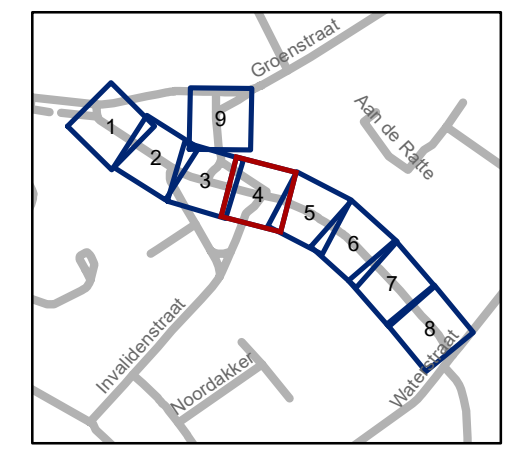 Groenstraat
Aan de Ratte
1
9
2
3
4
5
6
7
8
Invalidenstraat
Noordakker
Waterstraat